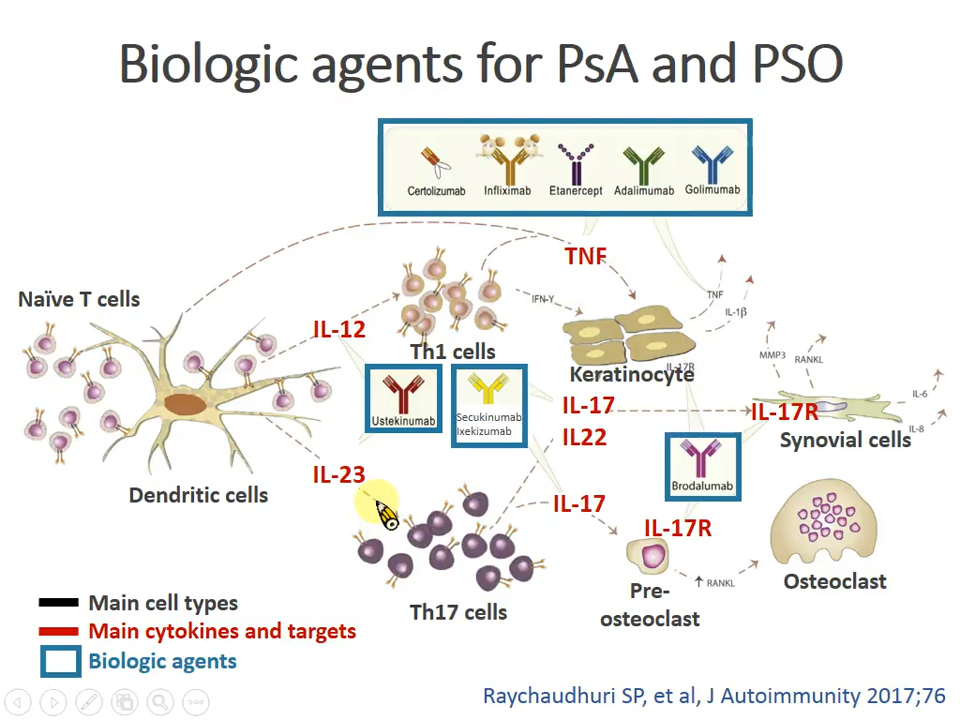 Biologic agents for PsA and PSO
Certolizumab
Infliximab
Etanercept
Adalimumab
Golimumab
TNF
Naïve T cells
IL-12
Th1 cells
IFN-Y
TNF
IL-1β
IL-17R
Keratinocyte
MMP3
RANKL
Ustekinumab
Secukinumab
Ixekizumab
IL-17
IL22
IL-17R
Synovial cells
IL-6
IL-8
Dendritic cells
IL-23
Brodalumab
IL-17
IL-17R
Th17 cells
Pre-
osteoclast
RANKL
Osteoclast
Main cell types
Main cytokines and targets
Biologic agents
Raychaudhuri SP, et al, J Autoimmunity 2017;76